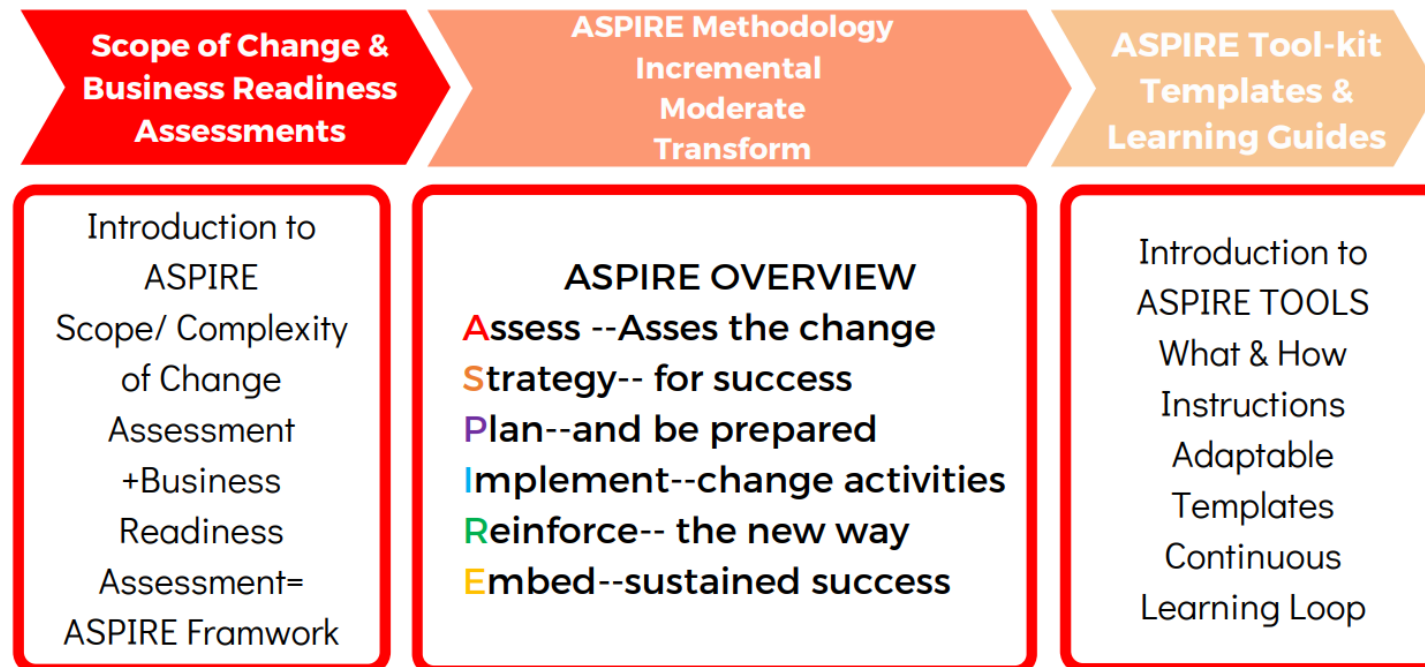 Scope of Change &
Business Readiness
Assessments
ASPIRE Methodology
Incremental
Moderate
Transform
ASPIRE Tool-kit
Templates &
Learning Guides
Introduction to
ASPIRE
Scope/ Complexity
of Change
Assessment
+Business
Readiness
Assessment=
ASPIRE Framwork
ASPIRE OVERVIEW
Assess --Asses the change
Strategy-- for success
Plan--and be prepared
Implement--change activities
Reinforce-- the new way
Embed--sustained success
Introduction to
ASPIRE TOOLS
What & How
Instructions
Adaptable
Templates
Continuous
Learning Loop